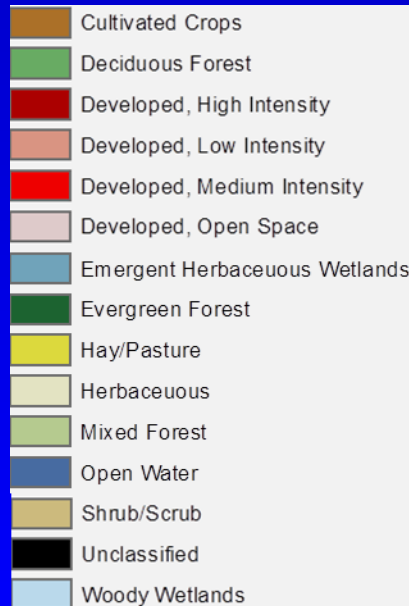 Cultivated Crops
Deciduous Forest
Developed, High Intensity
Developed, Low Intensity
Developed, Medium Intensity
Developed, Open Space
Emergent Herbaceuous Wetlands
Evergreen Forest
Hay/Pasture
Herbaceuous
Mixed Forest
Open Water
Shrub/Scrub
Unclassified
Woody Wetlands